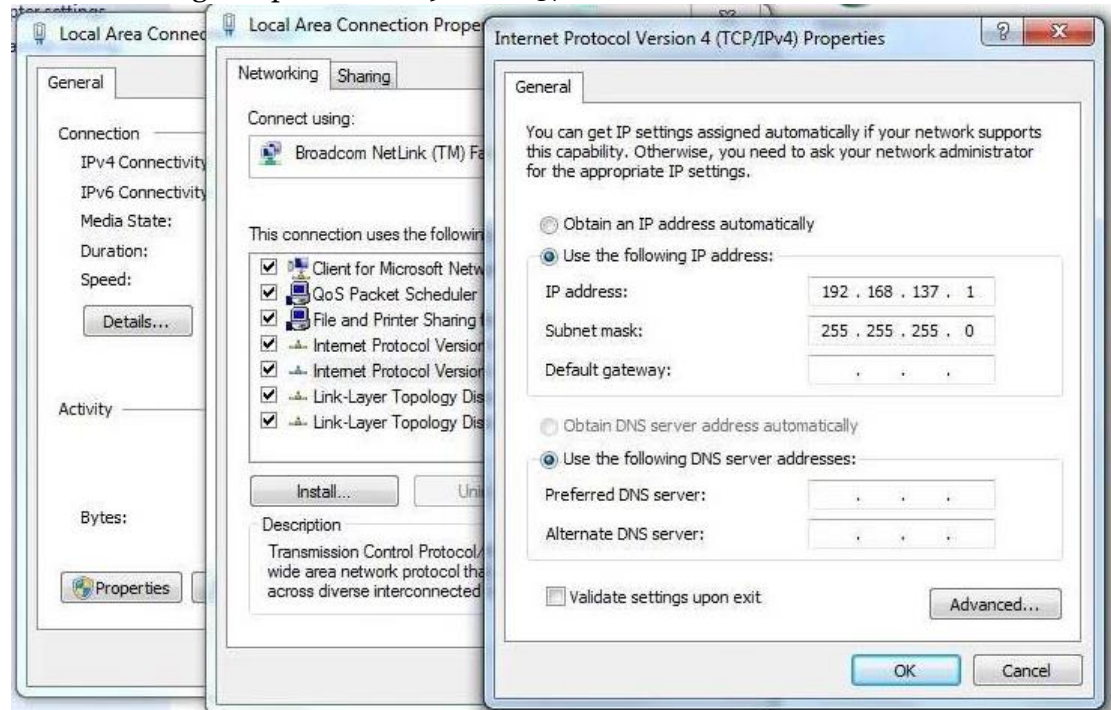 Local Area Connec
General
Connection
IPv4 Connectivity
IPv6 Connectivity
Media State:
Duration:
Speed:
Details...
Activity
Bytes:
Properties
Local Area Connection Prope
Networking
Sharing
Connect using:
Broadcom NetLink (TM) Fa
This connection uses the followin
Client for Microsoft Netw
QoS Packet Scheduler
File and Printer Sharing
Internet Protocol Version
Internet Protocol Version
Link-Layer Topology Dis
Link-Layer Topology Dis
Install...
Uni
Description
Transmission Control Protocol/
wide area network protocol tha
across diverse interconnected
Internet Protocol Version 4 (TCP/IPv4) Properties
General
You can get IP settings assigned automatically if your network supports
this capability. Otherwise, you need to ask your network administrator
for the appropriate IP settings.
Obtain an IP address automatically
Use the following IP address:
IP address: 192 . 168 . 137 . 1
Subnet mask: 255 . 255 . 255 . 0
Default gateway: . . .
Obtain DNS server address automatically
Use the following DNS server addresses:
Preferred DNS server: . . .
Alternate DNS server: . . .
Validate settings upon exit
Advanced...
OK
Cancel